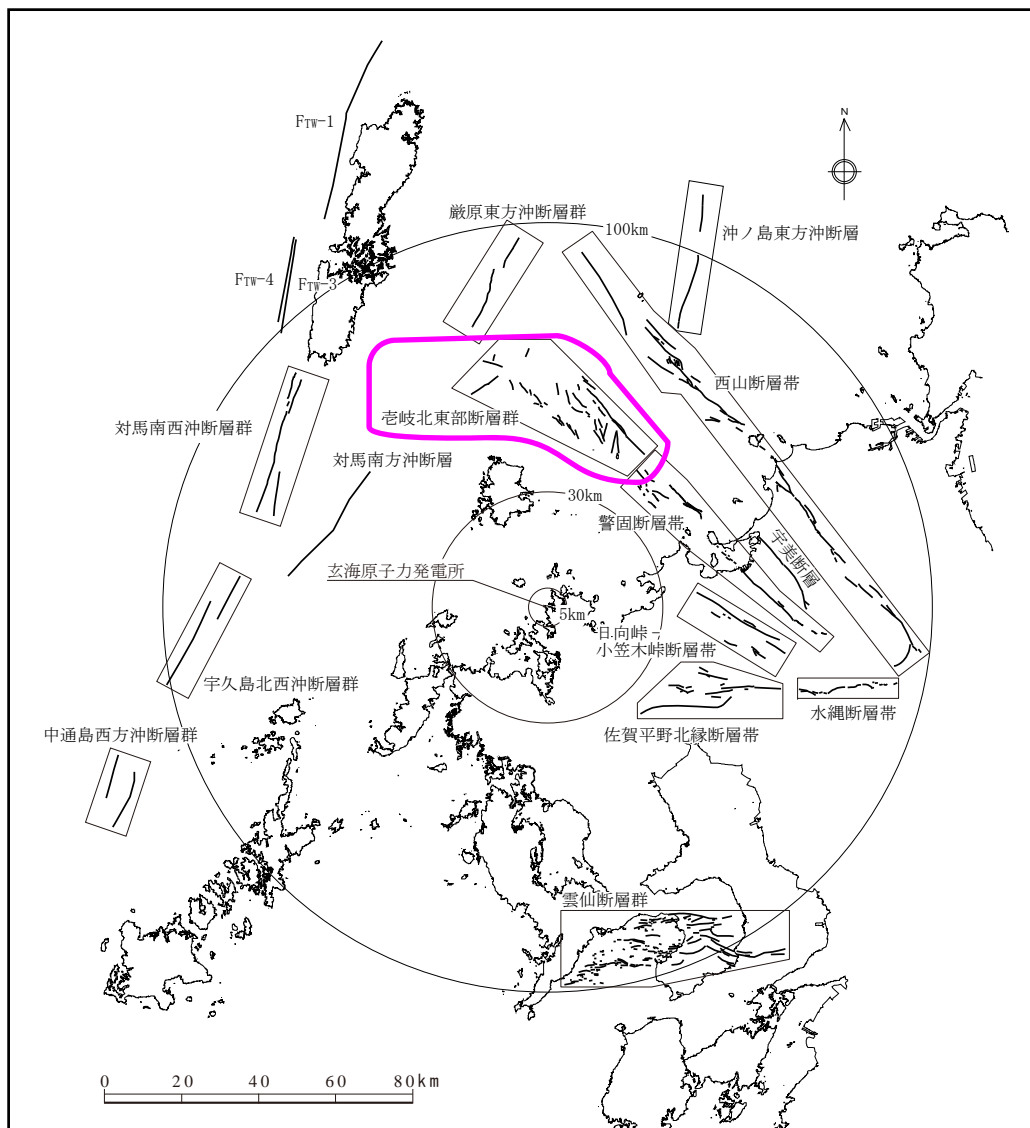 FTW-1
N
厳原東方沖断層群
100km
沖ノ島東方沖断層
FTW-4
FTW-3
西山断層帯
対馬南西沖断層群
壱岐北東部断層群
対馬南方沖断層
30km
警固断層帯
宇美断層
玄海原子力発電所
5km
日向峠-
小笠木峠断層帯
宇久島北西沖断層群
水縄断層帯
中通島西方沖断層群
佐賀平野北縁断層帯
雲仙断層群
0 20 40 60 80km